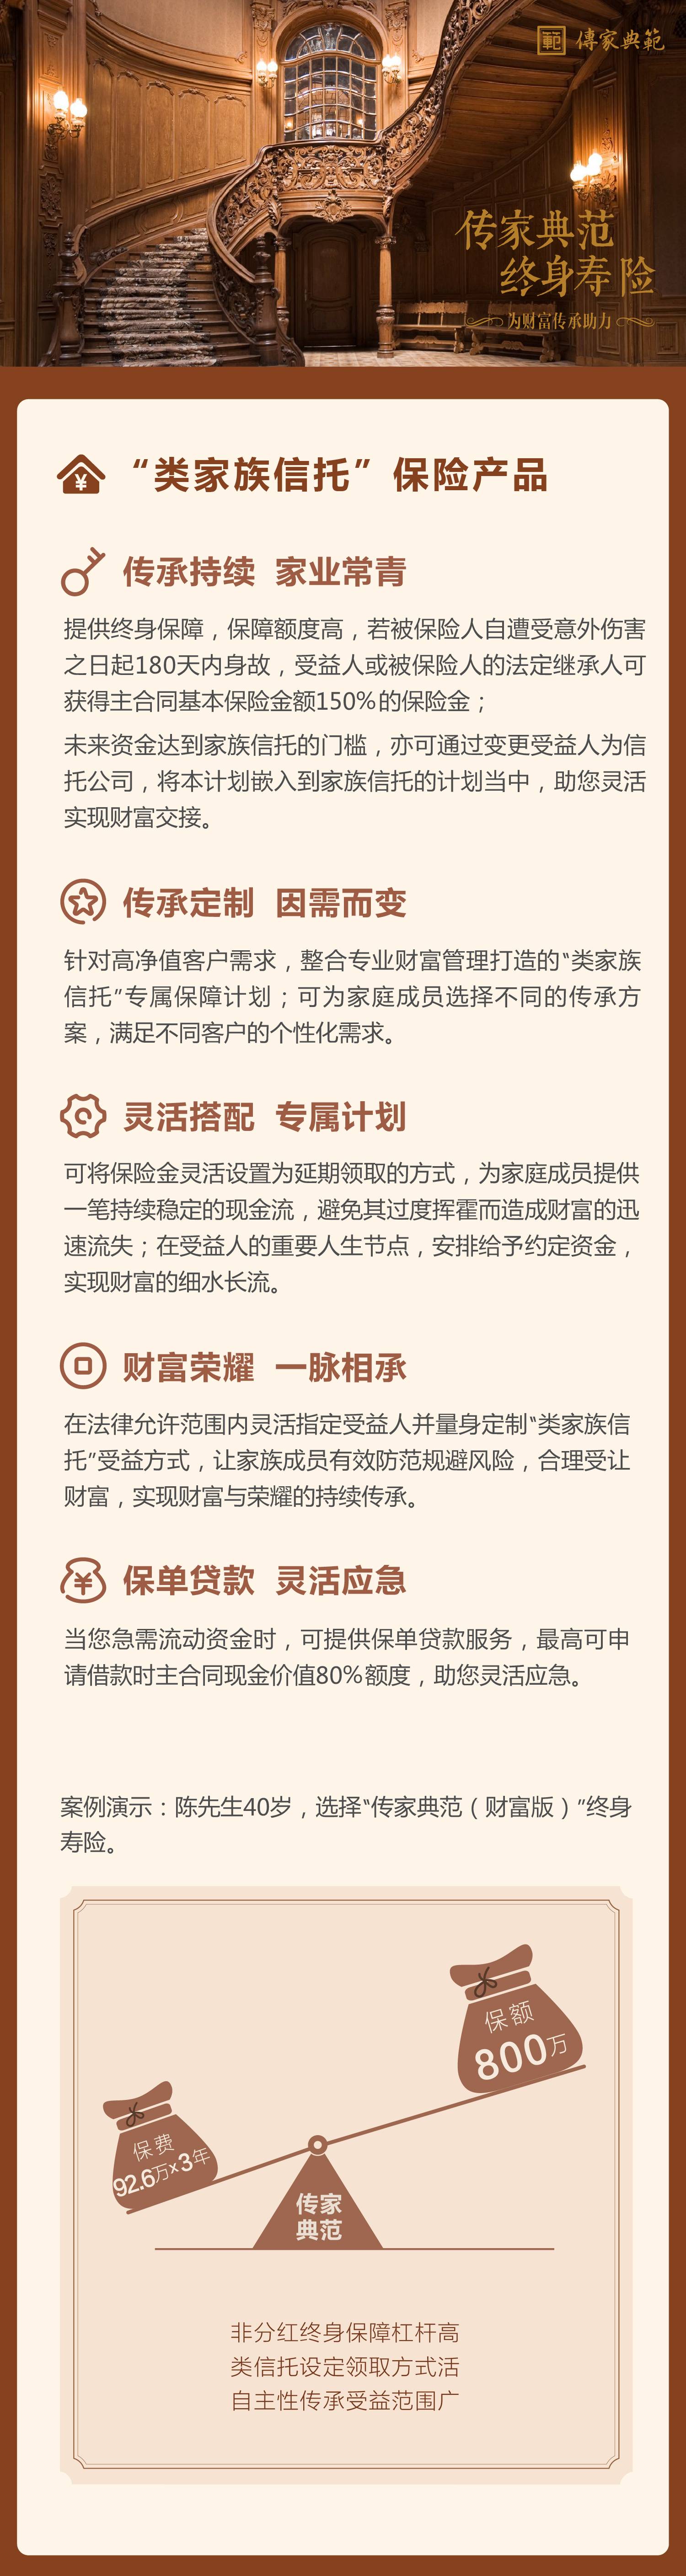 範 傳家典範
传家典范
终身寿险
为财富传承助力
“类家族信托”保险产品
传承持续 家业常青
提供终身保障，保障额度高，若被保险人自遭受意外伤害
之日起180天内身故，受益人或被保险人的法定继承人可
获得主合同基本保险金额150%的保险金；
未来资金达到家族信托的门槛，亦可通过变更受益人为信
托公司，将本计划嵌入到家族信托的计划当中，助您灵活
实现财富交接。
传承定制 因需而变
针对高净值客户需求，整合专业财富管理打造的“类家族
信托”专属保障计划；可为家庭成员选择不同的传承方
案，满足不同客户的个性化需求。
灵活搭配 专属计划
可将保险金灵活设置为延期领取的方式，为家庭成员提供
一笔持续稳定的现金流，避免其过度挥霍而造成财富的迅
速流失；在受益人的重要人生节点，安排给予约定资金，
实现财富的细水长流。
财富荣耀 一脉相承
在法律允许范围内灵活指定受益人并量身定制“类家族信
托”受益方式，让家族成员有效防范规避风险，合理受让
财富，实现财富与荣耀的持续传承。
保单贷款 灵活应急
当您急需流动资金时，可提供保单贷款服务，最高可申
请借款时主合同现金价值80%额度，助您灵活应急。
案例演示：陈先生40岁，选择“传家典范（财富版）”终身
寿险。
保额
800万
保费
92.6万×3年
传家
典范
非分红终身保障杠杆高
类信托设定领取方式活
自主性传承受益范围广